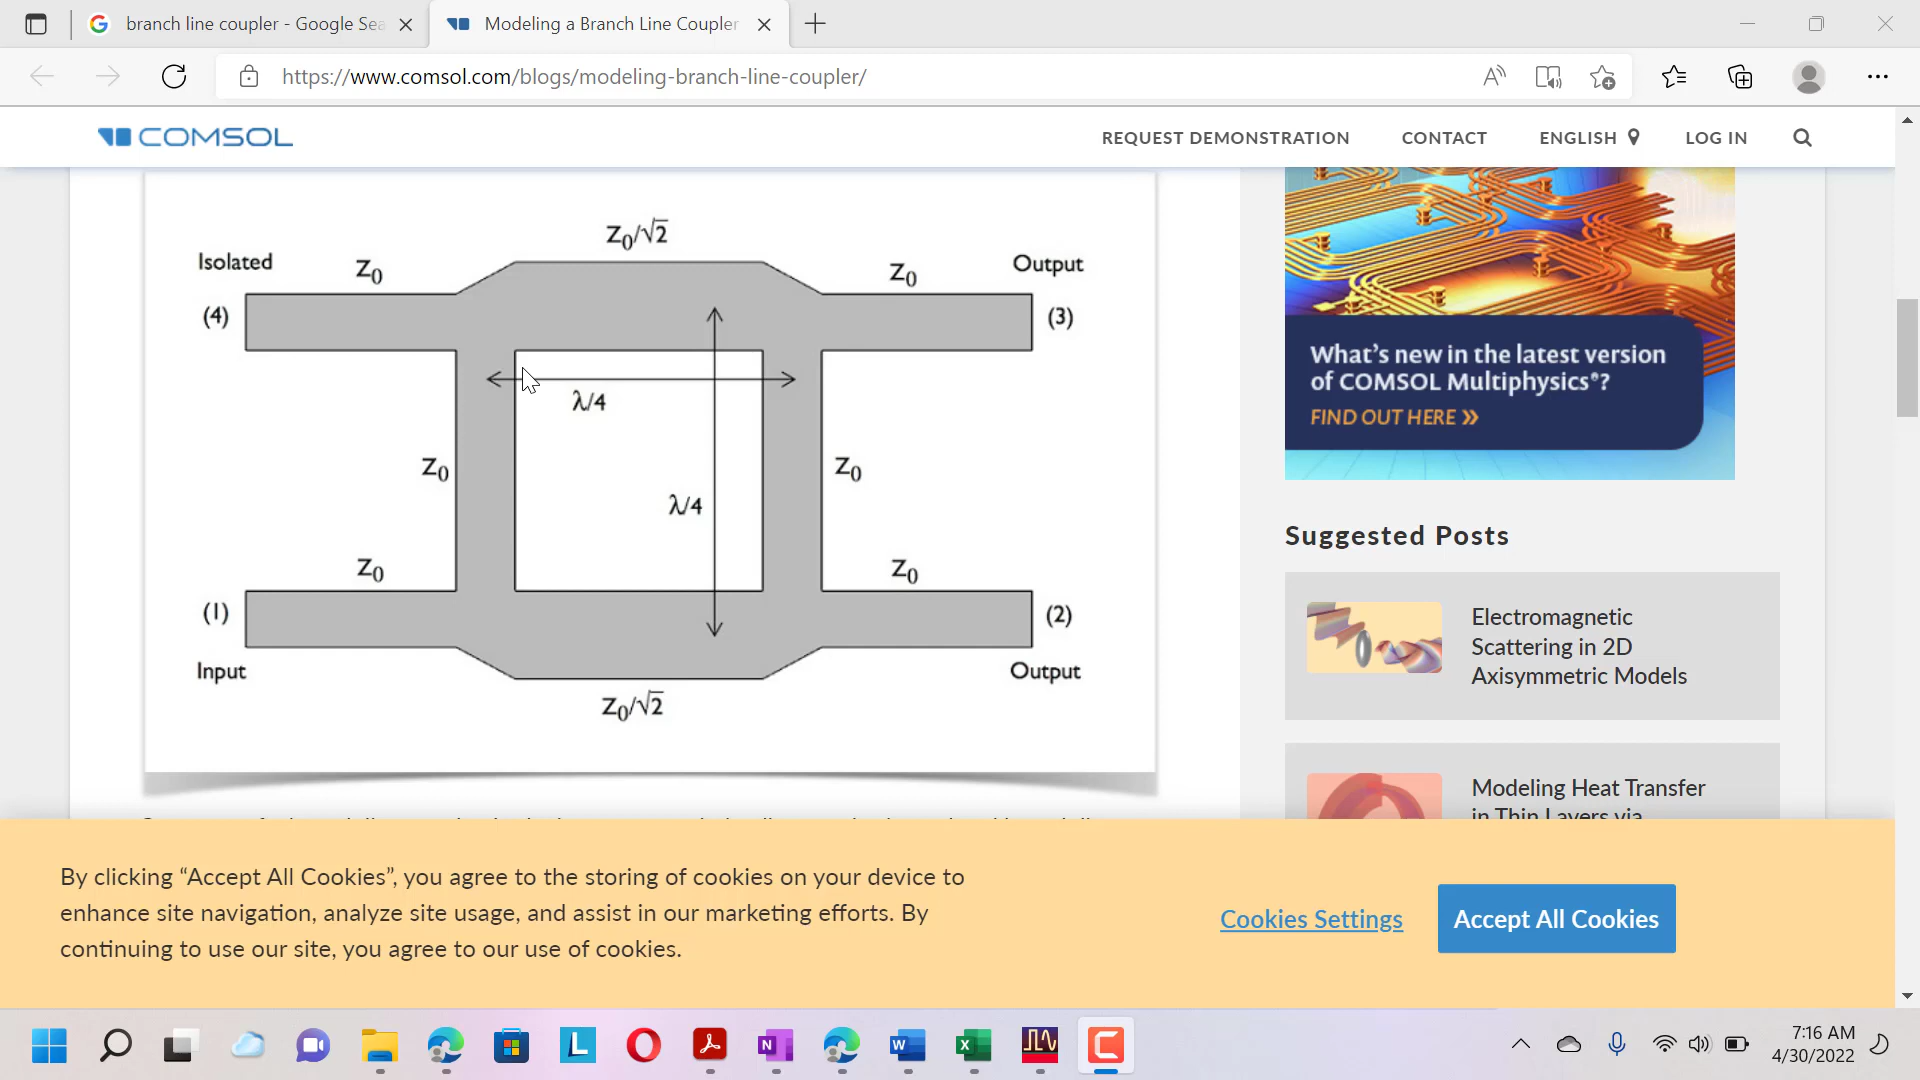 branch line coupler - Google Sea
Modeling a Branch Line Coupler
https://www.comsol.com/blogs/modeling-branch-line-coupler/
COMSOL
REQUEST DEMONSTRATION
CONTACT
ENGLISH
LOG IN
Z0/√2
Isolated
Z0
Z0
Output
(4)
(3)
λ/4
Z0
Z0
λ/4
Z0
Z0
(1)
(2)
Input
Output
Z0/√2
What's new in the latest version
of COMSOL Multiphysics®?
FIND OUT HERE »
Suggested Posts
Electromagnetic
Scattering in 2D
Axisymmetric Models
Modeling Heat Transfer
in Thin Layers via
By clicking “Accept All Cookies”, you agree to the storing of cookies on your device to
enhance site navigation, analyze site usage, and assist in our marketing efforts. By
continuing to use our site, you agree to our use of cookies.
Cookies Settings
Accept All Cookies
7:16 AM
4/30/2022